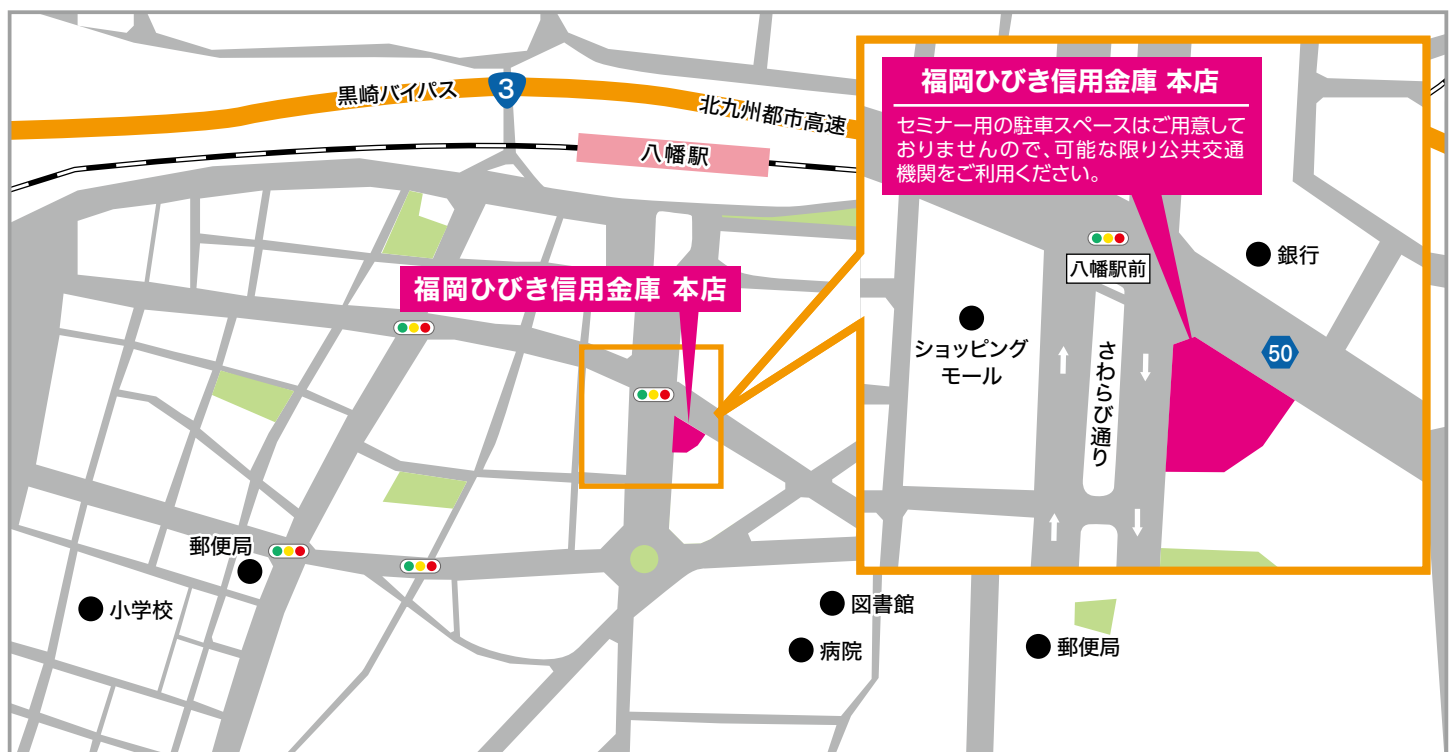 黒崎バイパス
3
北九州都市高速
八幡駅
福岡ひびき信用金庫 本店
郵便局
小学校
図書館
病院
郵便局
福岡ひびき信用金庫 本店
セミナー用の駐車スペースはご用意して
おりませんので、可能な限り公共交通
機関をご利用ください。
八幡駅前
銀行
ショッピング
モール
さわらび通り
50